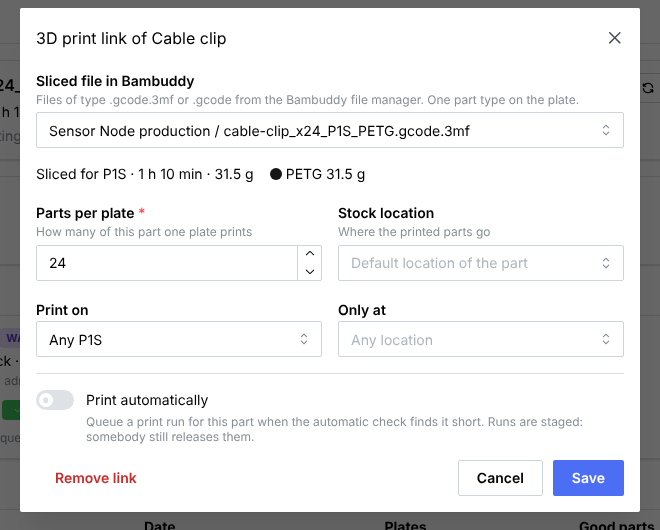 3D print link of Cable clip
Sliced file in Bambuddy
Files of type .gcode.3mf or .gcode from the Bambuddy file manager. One part type on the plate.
Sensor Node production / cable-clip_x24_P1S_PETG.gcode.3mf
Sliced for P1S · 1 h 10 min · 31.5 g PETG 31.5 g
Parts per plate * Stock location
How many of this part one plate prints Where the printed parts go
24 Default location of the part
Print on Only at
Any P1S Any location
Print automatically
Queue a print run for this part when the automatic check finds it short. Runs are staged:
somebody still releases them.
Remove link Cancel Save
Date Plates Good parts